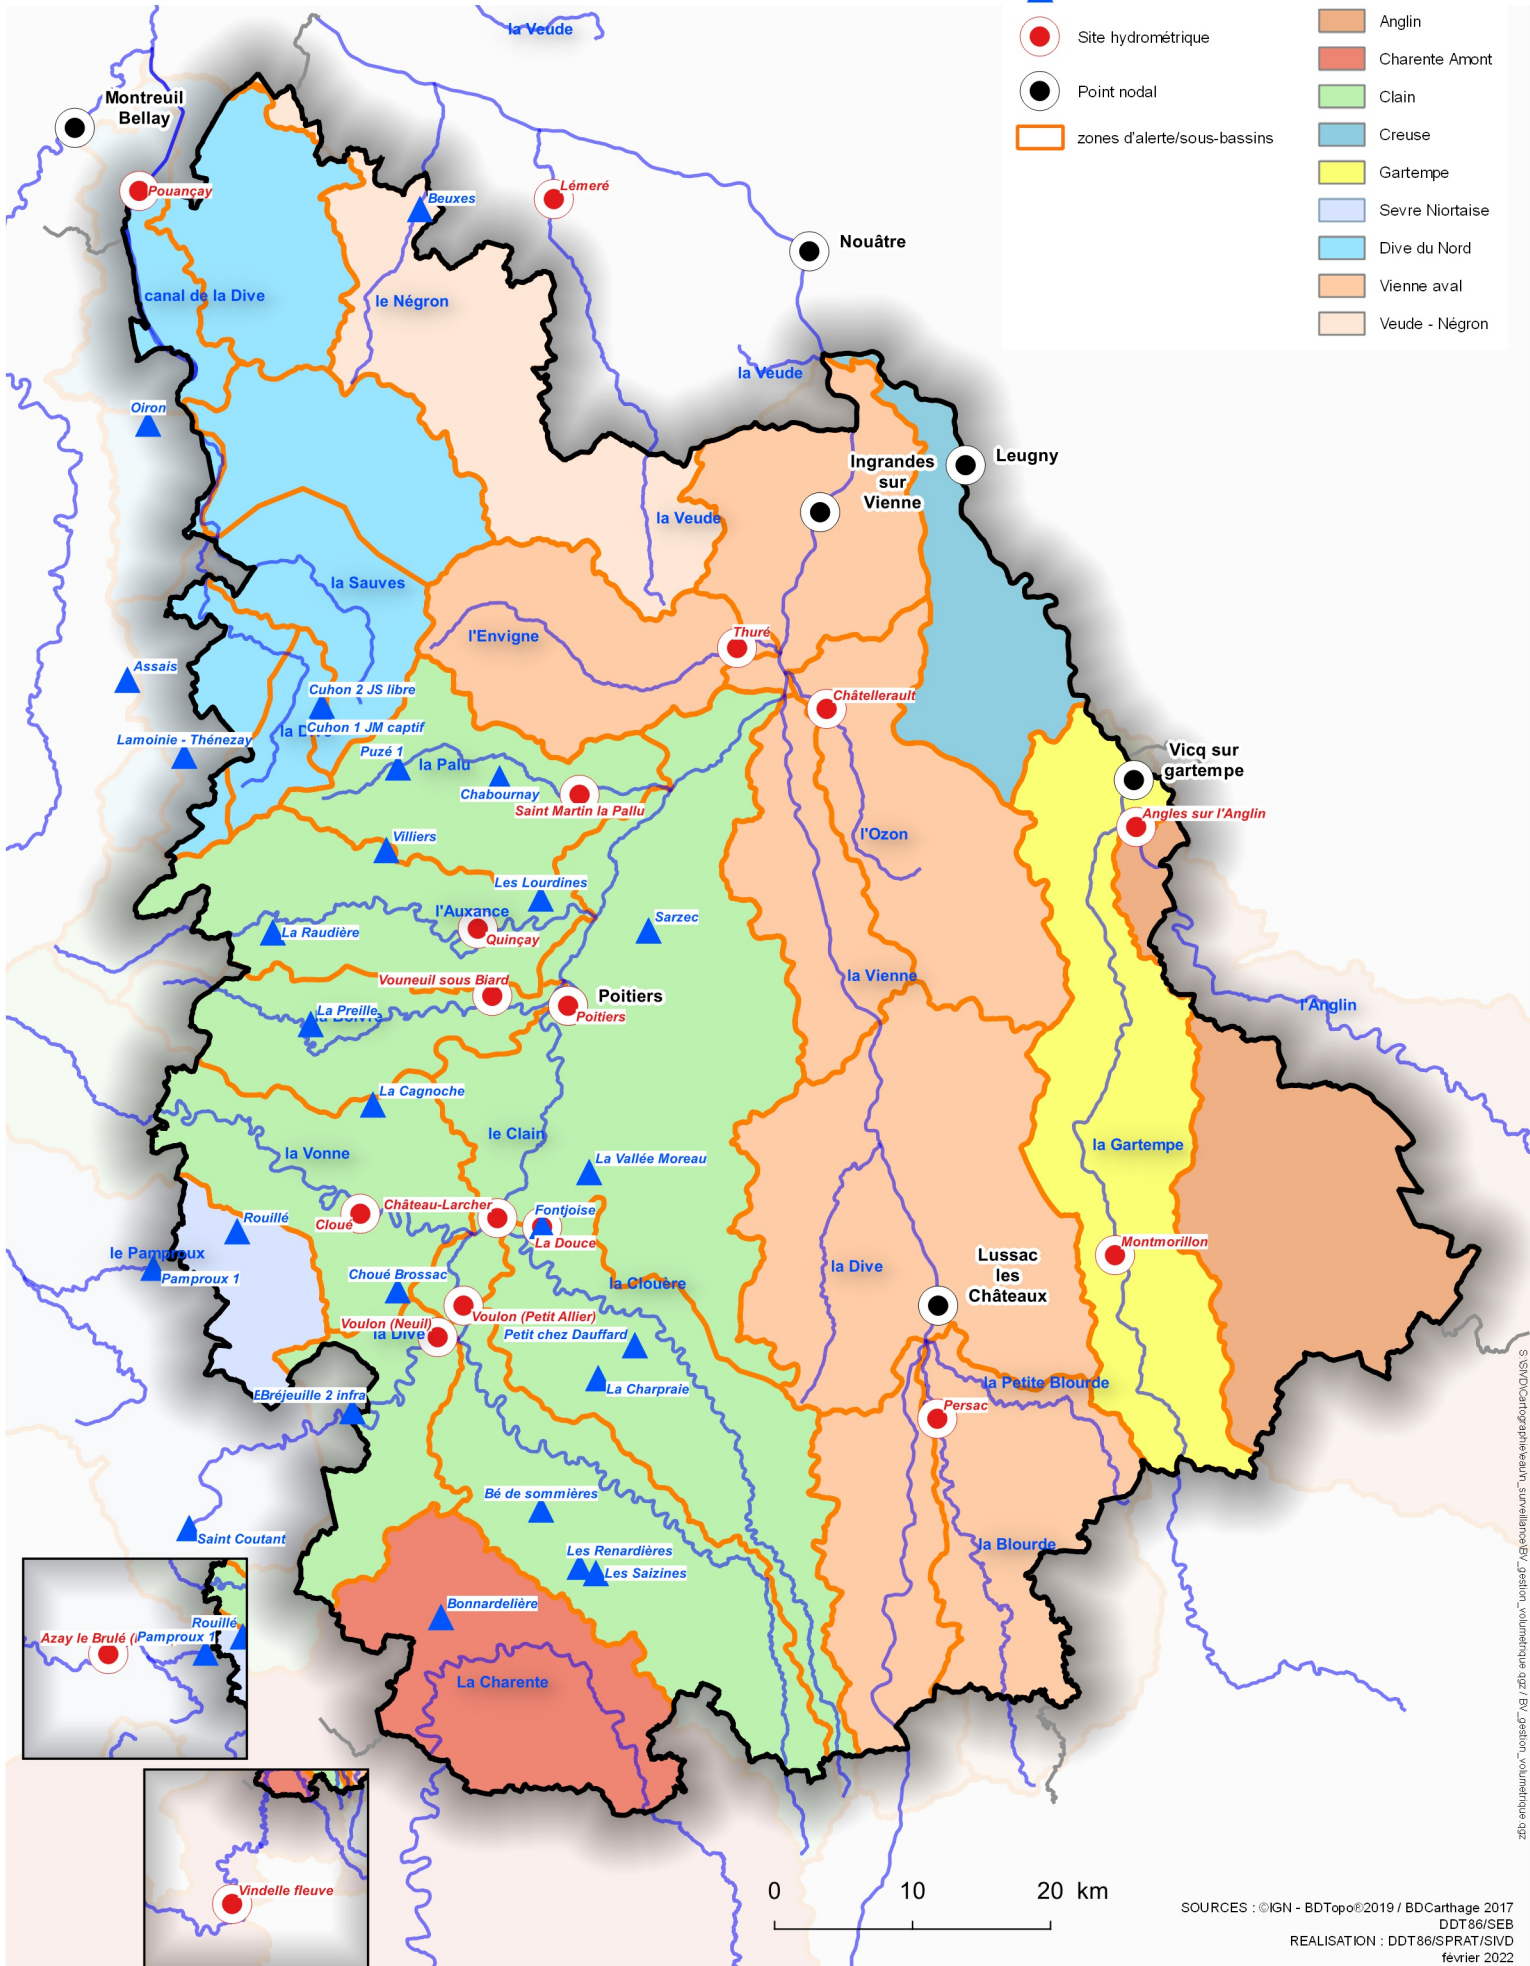 la Veude
Site hydrométrique
Point nodal
zones d'alerte/sous-bassins
Anglin
Charente Amont
Clain
Creuse
Gartempe
Sevre Niortaise
Dive du Nord
Vienne aval
Veude - Négron
Montreuil
Bellay
Pouançay
Beuxes
Lémeré
Nouâtre
canal de la Dive
le Négron
la Veude
Oiron
Ingrandes
sur
Vienne
Leugny
la Veude
la Sauves
l'Envigne
Thuré
Assais
Cuhon 2 JS libre
Châtellerault
Cuhon 1 JM captif
Lamoinie - Thénezay
Puzé 1
la Palu
Vicq sur
gartempe
Chabournay
Saint Martin la Pallu
Angles sur l'Anglin
Villiers
l'Ozon
Les Lourdines
l'Auxance
Sarzec
La Raudière
Quinçay
Vouneuil sous Biard
la Vienne
Poitiers
La Preille
Poitiers
l'Anglin
La Cagnoche
le Clain
la Gartempe
la Vonne
La Vallée Moreau
Château-Larcher
Cloué
Fontjoise
La Douce
Rouillé
Montmorillon
le Pamproux
Pamproux 1
Lussac
les
Châteaux
la Dive
Choué Brossac
la Clouère
Voulon (Petit Allier)
Voulon (Neuil)
la Dive
Petit chez Dauffard
La Charpraie
la Petite Blourde
Bréjeuille 2 infra
Persac
Bé de sommières
Saint Coutant
Les Renardières
Les Saizines
la Blourde
Bonnardelière
La Charente
Rouillé
Azay le Brulé
Pamproux 1
Vindelle fleuve
0 10 20 km
SOURCES : ©IGN - BDTopo®2019 / BDCarthage 2017
DDT86/SEB
REALISATION : DDT86/SPRAT/SIVD
février 2022